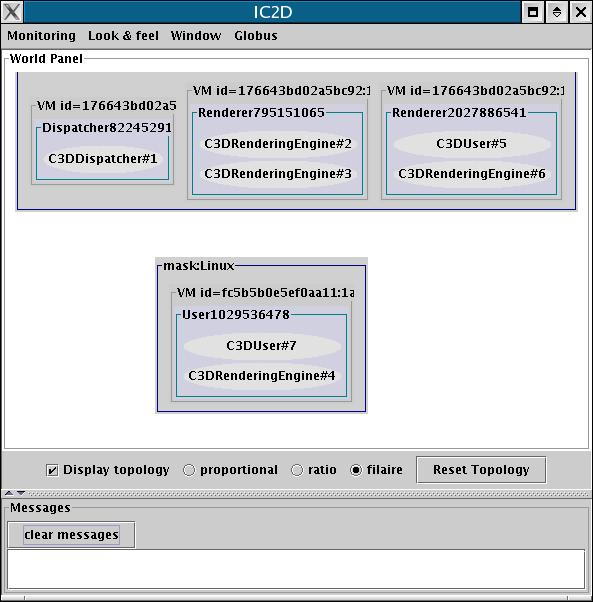 IC2D
Monitoring Look & feel Window Globus
World Panel
VM id=176643bd02a5 VM id=176643bd02a5bc92:1 VM id=176643bd02a5bc92:1
Dispatcher82245291 Renderer795151065 Renderer2027886541
C3DDispatcher#1 C3DRenderingEngine#2 C3DUser#5
C3DRenderingEngine#3 C3DRenderingEngine#6
mask:Linux
VM id=fc5b5b0e5ef0aa11:1a
User1029536478
C3DUser#7
C3DRenderingEngine#4
Display topology proportional ratio filaire Reset Topology
Messages
clear messages